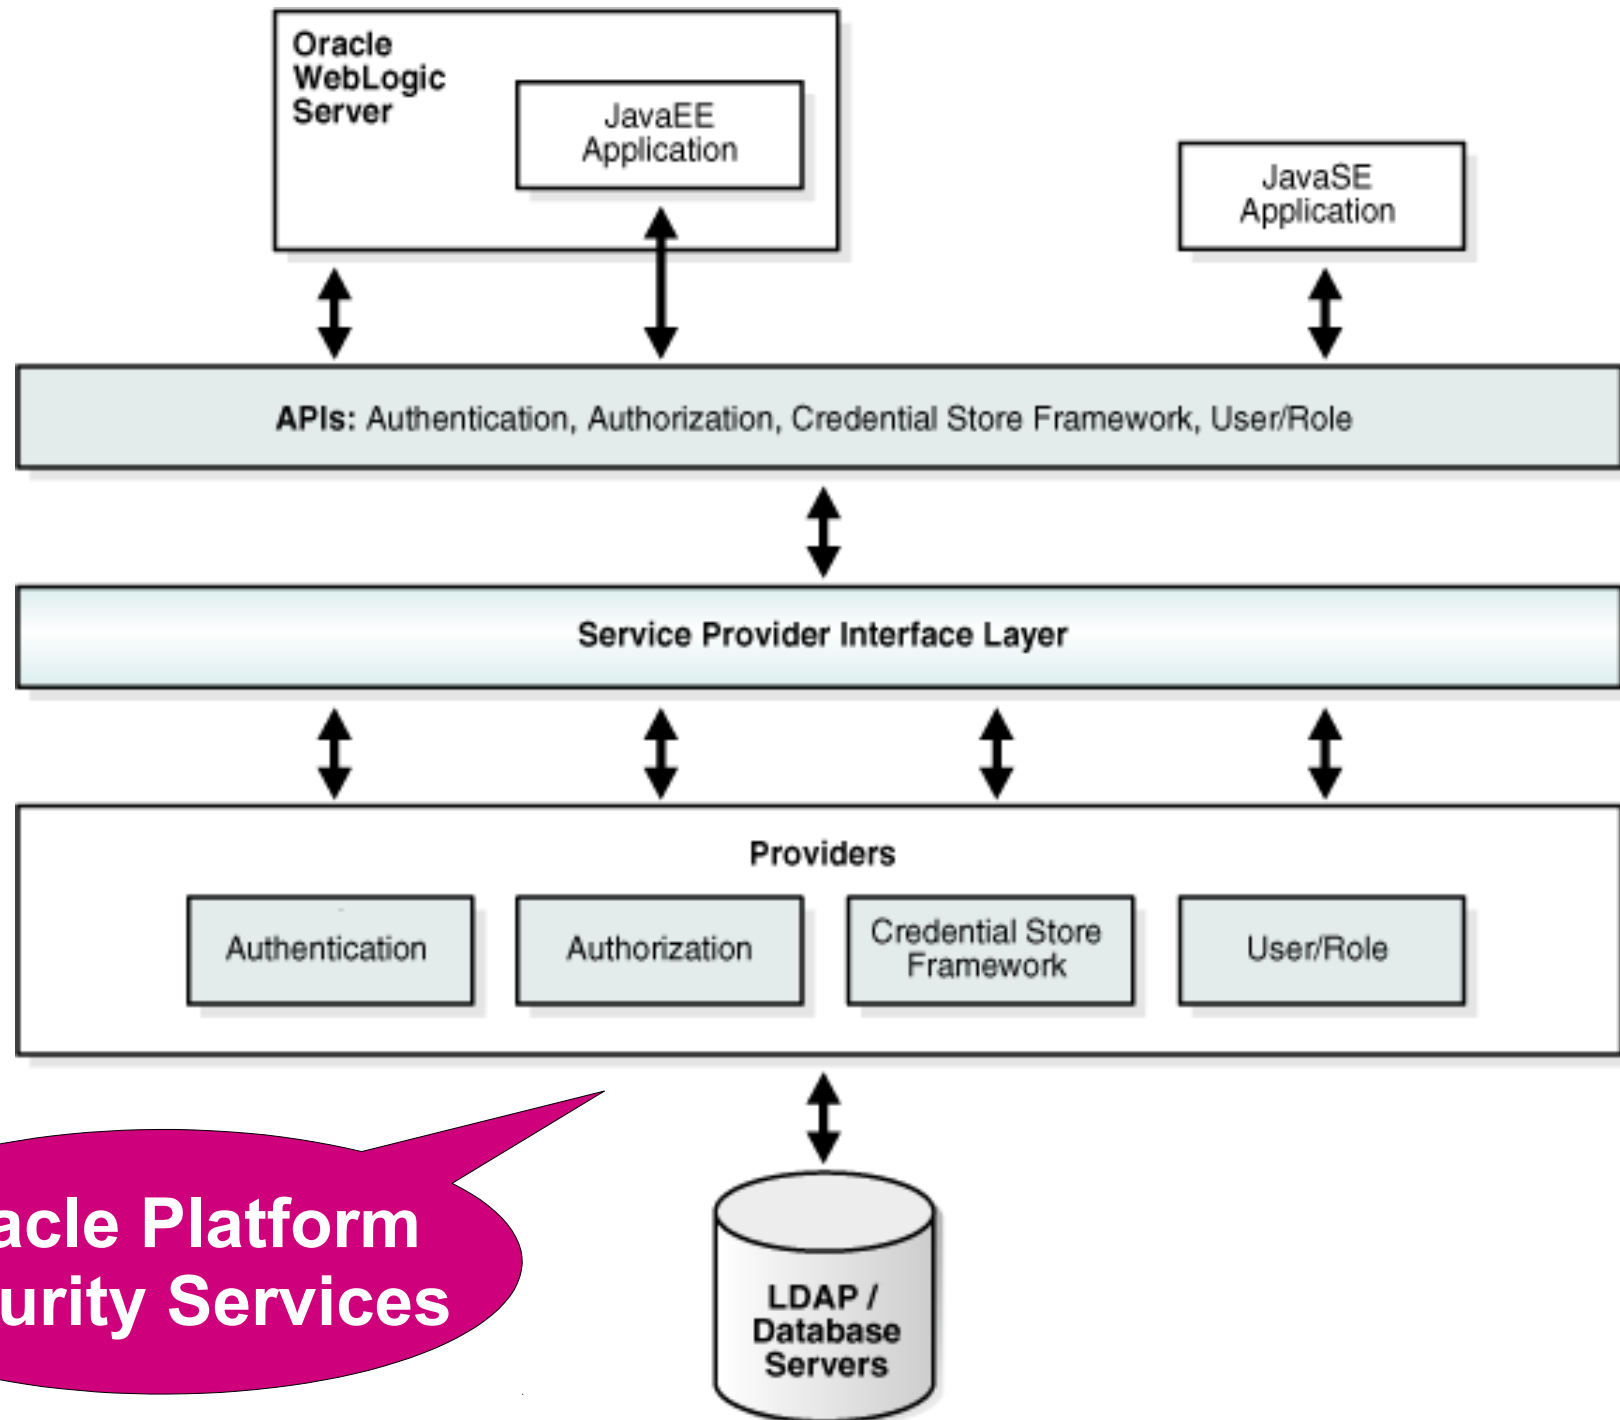 Oracle
WebLogic
Server
JavaEE
Application
JavaSE
Application
APIs: Authentication, Authorization, Credential Store Framework, User/Role
Service Provider Interface Layer
Providers
Authentication
Authorization
Credential Store
Framework
User/Role
acle Platform
urity Services
LDAP /
Database
Servers